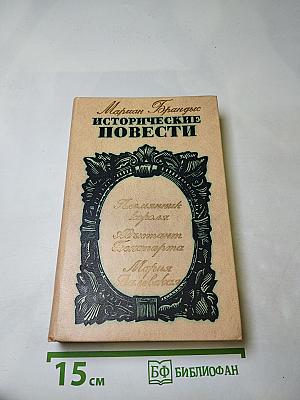 Мариан Брандыс
ИСТОРИЧЕСКИЕ
ПОВЕСТИ
Племянник
короля
Адъютант
Бонапарта
Мария
Валевская
15 см
БФ БИБЛИОФАН